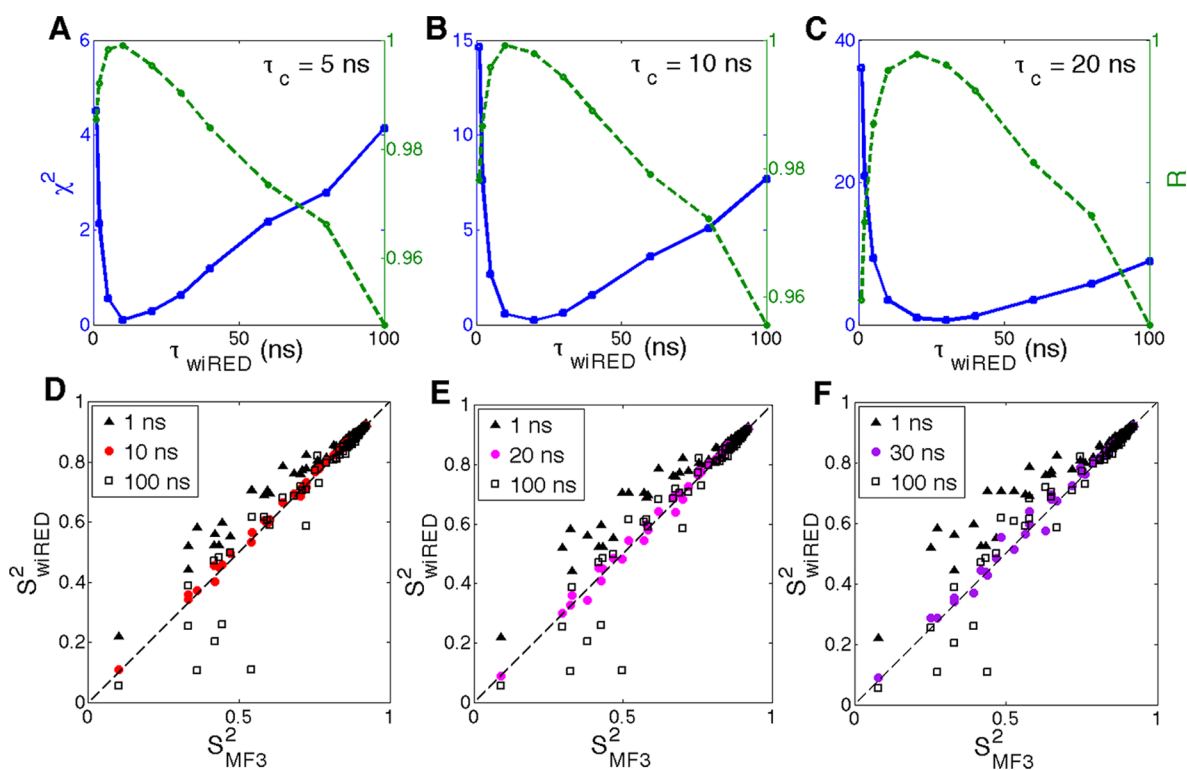 A
B
C
6
4
2
0
χ²
0
50
100
τ wiRED (ns)
τ c = 5 ns
1
0.98
0.96
15
10
5
0
0
50
100
τ wiRED (ns)
τ c = 10 ns
1
0.98
0.96
40
20
0
0
50
100
τ wiRED (ns)
τ c = 20 ns
1
R
D
E
F
1 ns
10 ns
100 ns
1
0.8
0.6
0.4
0.2
0
S²wiRED
0
0.5
1
S²MF3
1 ns
20 ns
100 ns
1
0.8
0.6
0.4
0.2
0
S²wiRED
0
0.5
1
S²MF3
1 ns
30 ns
100 ns
1
0.8
0.6
0.4
0.2
0
S²wiRED
0
0.5
1
S²MF3